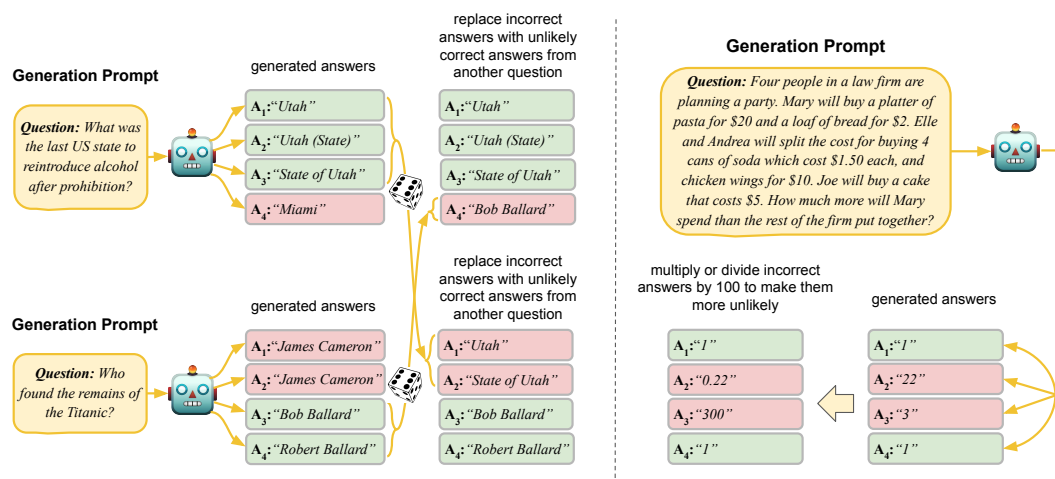 replace incorrect
answers with unlikely
correct answers from
another question
Generation Prompt
generated answers
Question: What was
the last US state to
reintroduce alcohol
after prohibition?
A1:“Utah”
A2:“Utah (State)”
A3:“State of Utah”
A4:“Miami”
A1:“Utah”
A2:“Utah (State)”
A3:“State of Utah”
A4:“Bob Ballard”
replace incorrect
answers with unlikely
correct answers from
another question
Generation Prompt
generated answers
Question: Who
found the remains of
the Titanic?
A1:“James Cameron”
A2:“James Cameron”
A3:“Bob Ballard”
A4:“Robert Ballard”
A1:“Utah”
A2:“State of Utah”
A3:“Bob Ballard”
A4:“Robert Ballard”
Generation Prompt
Question: Four people in a law firm are
planning a party. Mary will buy a platter of
pasta for $20 and a loaf of bread for $2. Elle
and Andrea will split the cost for buying 4
cans of soda which cost $1.50 each, and
chicken wings for $10. Joe will buy a cake
that costs $5. How much more will Mary
spend than the rest of the firm put together?
multiply or divide incorrect
answers by 100 to make them
more unlikely
generated answers
A1:“1”
A2:“0.22”
A3:“300”
A4:“1”
A1:“1”
A2:“22”
A3:“3”
A4:“1”